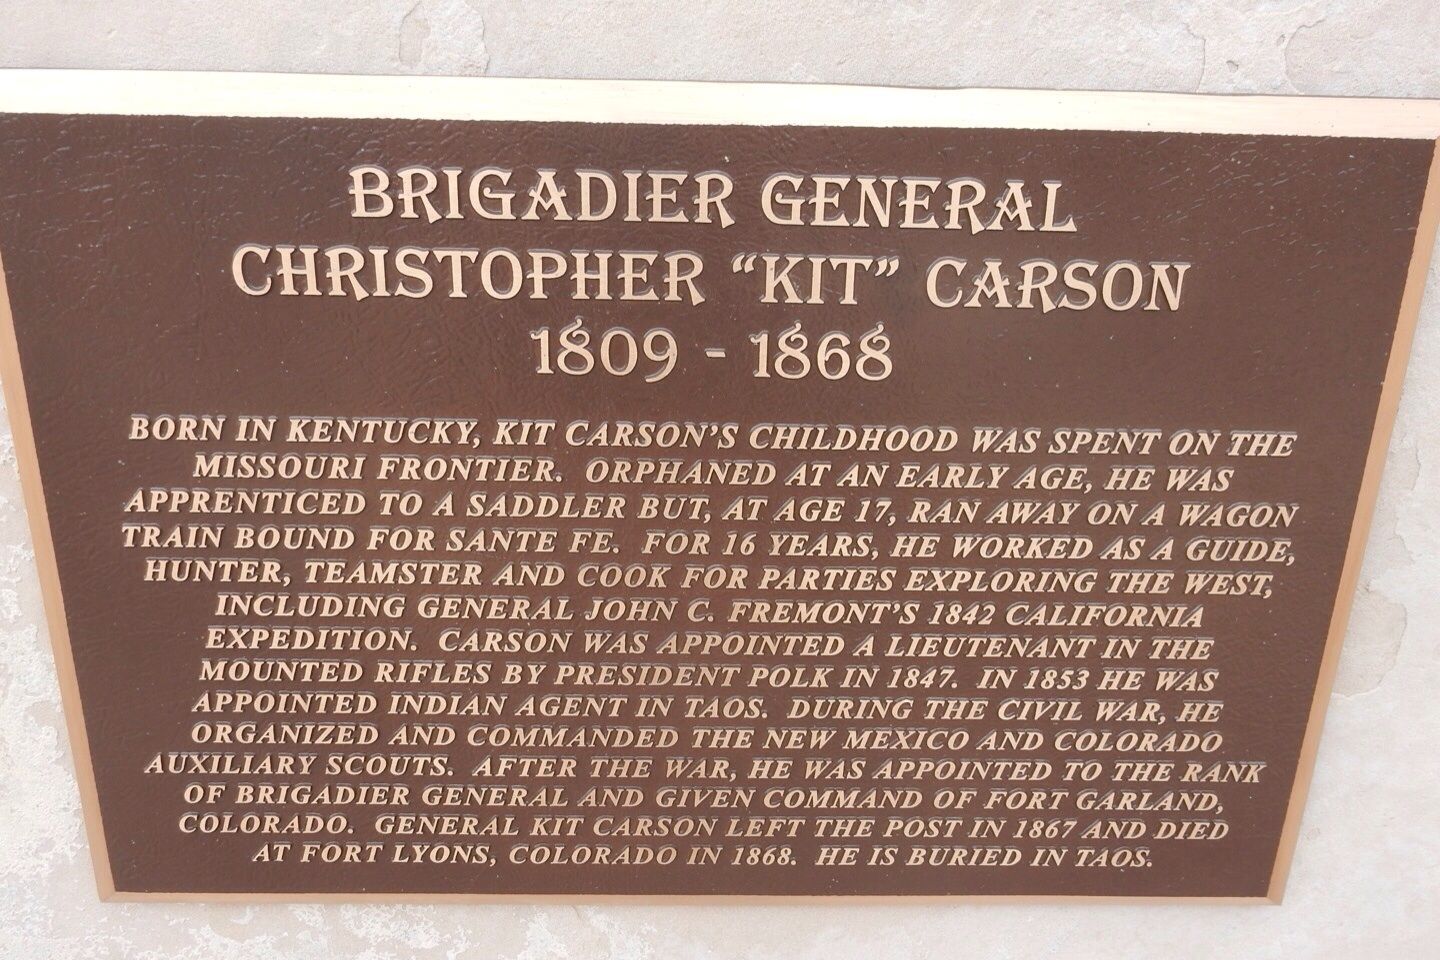 BRIGADIER GENERAL
CHRISTOPHER “KIT” CARSON
1809 - 1868
BORN IN KENTUCKY, KIT CARSON'S CHILDHOOD WAS SPENT ON THE
MISSOURI FRONTIER. ORPHANED AT AN EARLY AGE, HE WAS
APPRENTICED TO A SADDLER BUT, AT AGE 17, RAN AWAY ON A WAGON
TRAIN BOUND FOR SANTE FE. FOR 16 YEARS, HE WORKED AS A GUIDE,
HUNTER, TEAMSTER AND COOK FOR PARTIES EXPLORING THE WEST,
INCLUDING GENERAL JOHN C. FREMONT'S 1842 CALIFORNIA
EXPEDITION. CARSON WAS APPOINTED A LIEUTENANT IN THE
MOUNTED RIFLES BY PRESIDENT POLK IN 1847. IN 1853 HE WAS
APPOINTED INDIAN AGENT IN TAOS. DURING THE CIVIL WAR, HE
ORGANIZED AND COMMANDED THE NEW MEXICO AND COLORADO
AUXILIARY SCOUTS. AFTER THE WAR, HE WAS APPOINTED TO THE RANK
OF BRIGADIER GENERAL AND GIVEN COMMAND OF FORT GARLAND,
COLORADO. GENERAL KIT CARSON LEFT THE POST IN 1867 AND DIED
AT FORT LYONS, COLORADO IN 1868. HE IS BURIED IN TAOS.